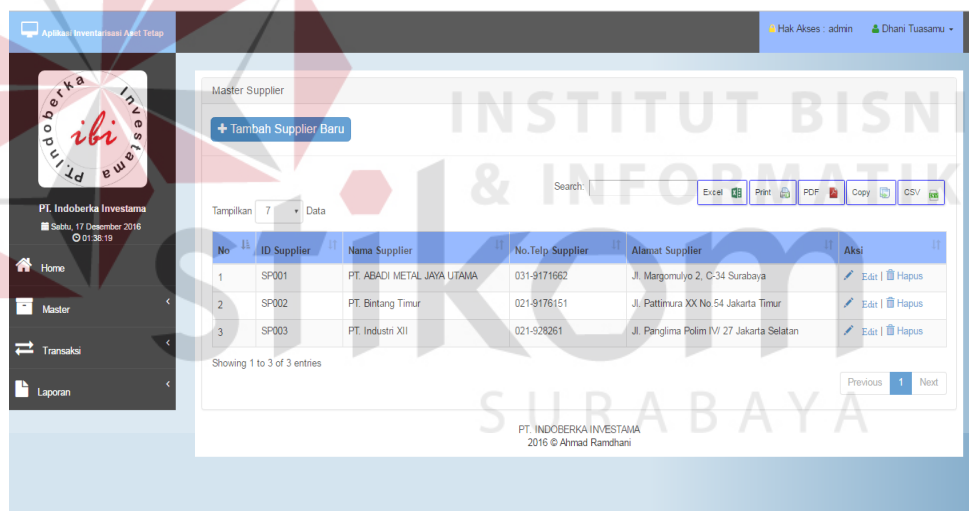 Aplikasi Inventarisasi Aset Tetap
Hak Akses : admin
Dhani Tuasamu
PT. Indoberka Investama
ibi
PT. Indoberka Investama
Sabtu, 17 Desember 2016
01:38:19
Home
Master
Transaksi
Laporan
Master Supplier
+ Tambah Supplier Baru
Search:
Excel
Print
PDF
Copy
CSV
Tampilkan 7 Data
No ID Supplier Nama Supplier No.Telp Supplier Alamat Supplier Aksi
1 SP001 PT. ABADI METAL JAYA UTAMA 031-9171662 Jl. Margomulyo 2, C-34 Surabaya Edit | Hapus
2 SP002 PT. Bintang Timur 021-9176151 Jl. Pattimura XX No.54 Jakarta Timur Edit | Hapus
3 SP003 PT. Industri XII 021-928261 Jl. Panglima Polim IV/ 27 Jakarta Selatan Edit | Hapus
Showing 1 to 3 of 3 entries
Previous 1 Next
PT. INDOBERKA INVESTAMA
2016 © Ahmad Ramdhani
INSTITUT BISNI
& INFORMATIK
stikom
SURABAYA